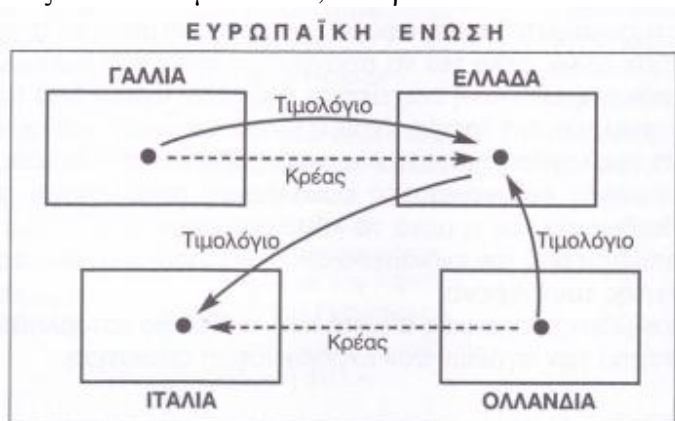 ΕΥΡΩΠΑΪΚΗ ΕΝΩΣΗ
ΓΑΛΛΙΑ
ΕΛΛΑΔΑ
Τιμολόγιο
Κρέας
Τιμολόγιο
Τιμολόγιο
Κρέας
ΙΤΑΛΙΑ
ΟΛΛΑΝΔΙΑ